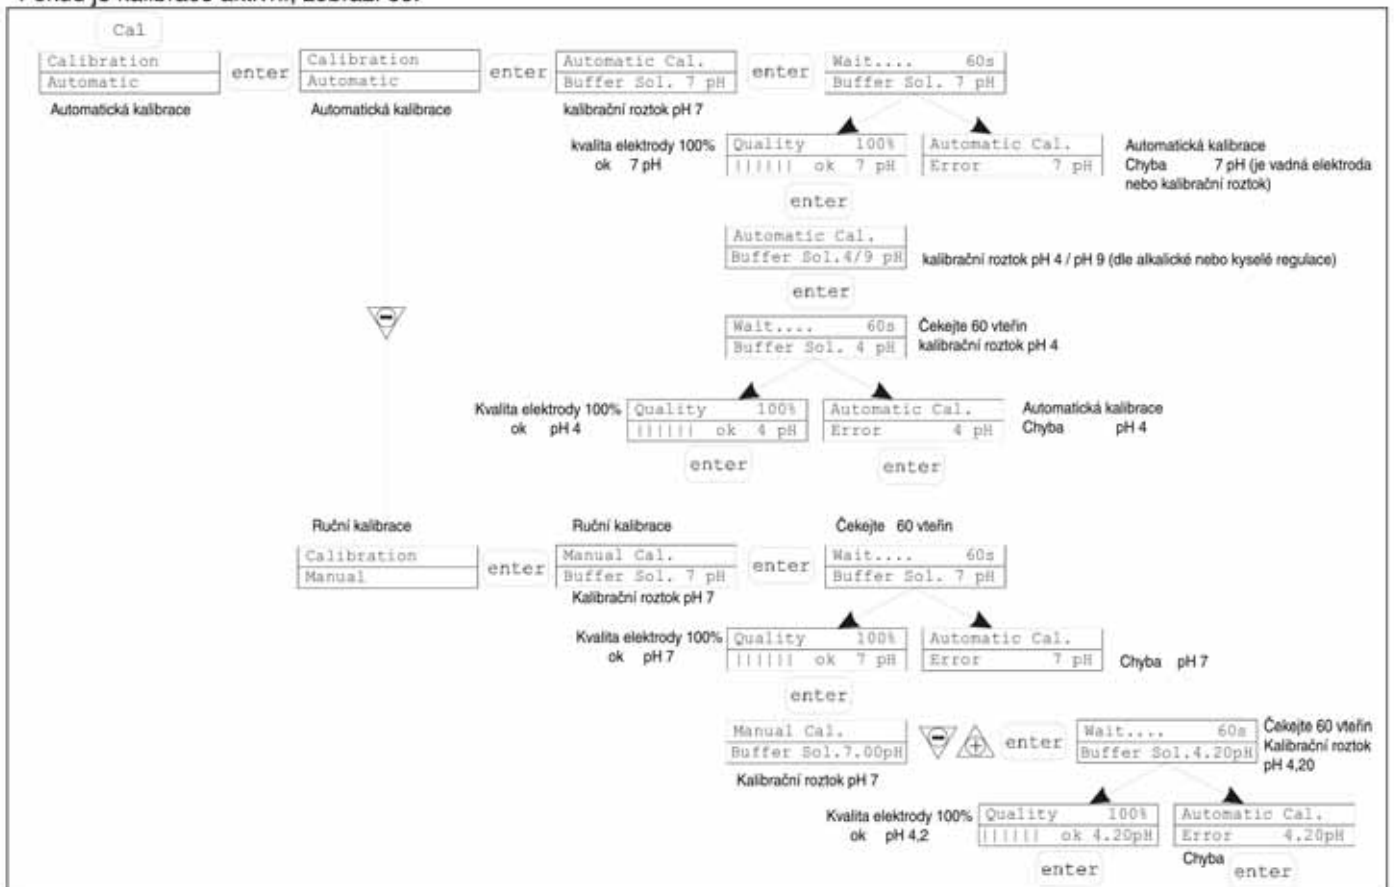 Cal
Calibration
Automatic
Automatická kalibrace
enter
Calibration
Automatic
Automatická kalibrace
enter
Automatic Cal.
Buffer Sol. 7 pH
kalibrační roztok pH 7
enter
Wait.... 60s
Buffer Sol. 7 pH
kvalita elektrody 100%
ok 7 pH
Quality 100%
|||||| ok 7 pH
Automatic Cal.
Error 7 pH
Automatická kalibrace
Chyba 7 pH (je vadná elektroda
nebo kalibrační roztok)
enter
Automatic Cal.
Buffer Sol.4/9 pH
kalibrační roztok pH 4 / pH 9 (dle alkalické nebo kyselé regulace)
enter
Wait.... 60s
Buffer Sol. 4 pH
Čekejte 60 vteřin
kalibrační roztok pH 4
Kvalita elektrody 100%
ok pH 4
Quality 100%
|||||| ok 4 pH
Automatic Cal.
Error 4 pH
Automatická kalibrace
Chyba pH 4
enter
enter
Ruční kalibrace
Calibration
Manual
enter
Ruční kalibrace
Manual Cal.
Buffer Sol. 7 pH
Kalibrační roztok pH 7
enter
Čekejte 60 vteřin
Wait.... 60s
Buffer Sol. 7 pH
Kvalita elektrody 100%
ok pH 7
Quality 100%
|||||| ok 7 pH
Automatic Cal.
Error 7 pH
Chyba pH 7
enter
Manual Cal.
Buffer Sol.7.00pH
Kalibrační roztok pH 7
enter
Wait.... 60s
Buffer Sol.4.20pH
Čekejte 60 vteřin
Kalibrační roztok
pH 4,20
Kvalita elektrody 100%
ok pH 4,2
Quality 100%
|||||| ok 4.20pH
Automatic Cal.
Error 4.20pH
Chyba
enter
enter